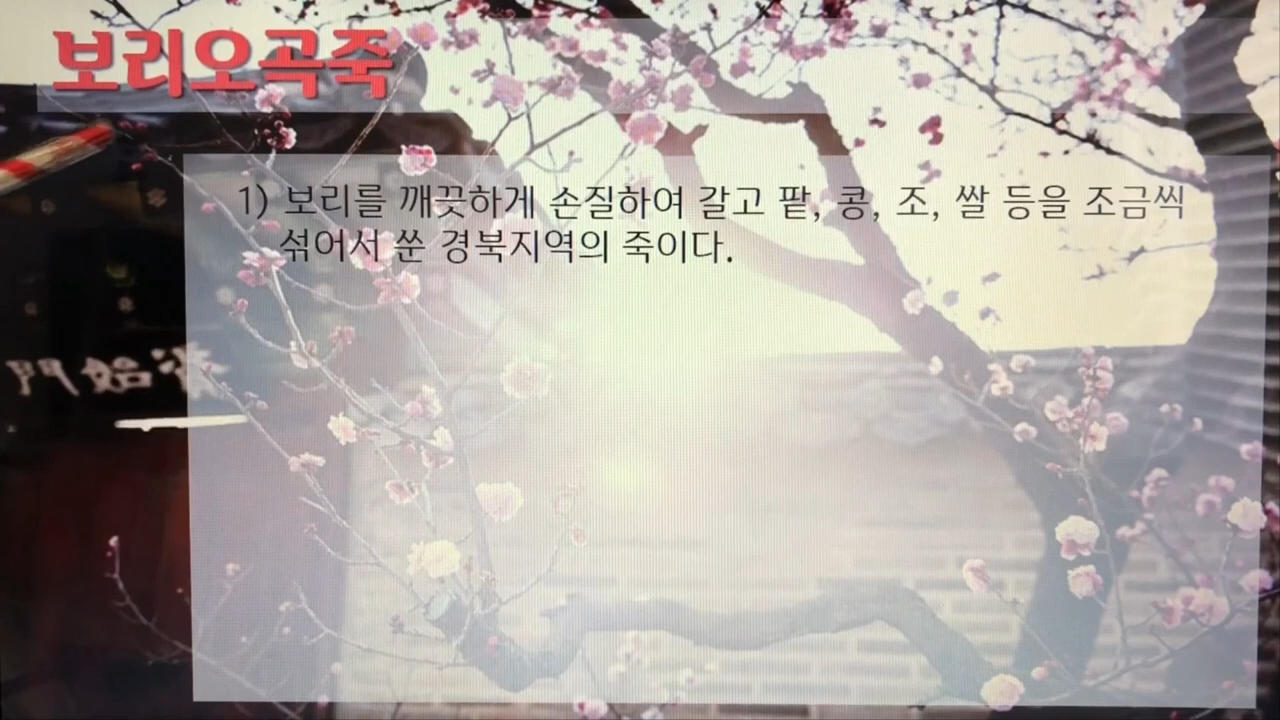 보리오곡죽
1) 보리를 깨끗하게 손질하여 갈고 팥, 콩, 조, 쌀 등을 조금씩
섞어서 쑨 경북지역의 죽이다.